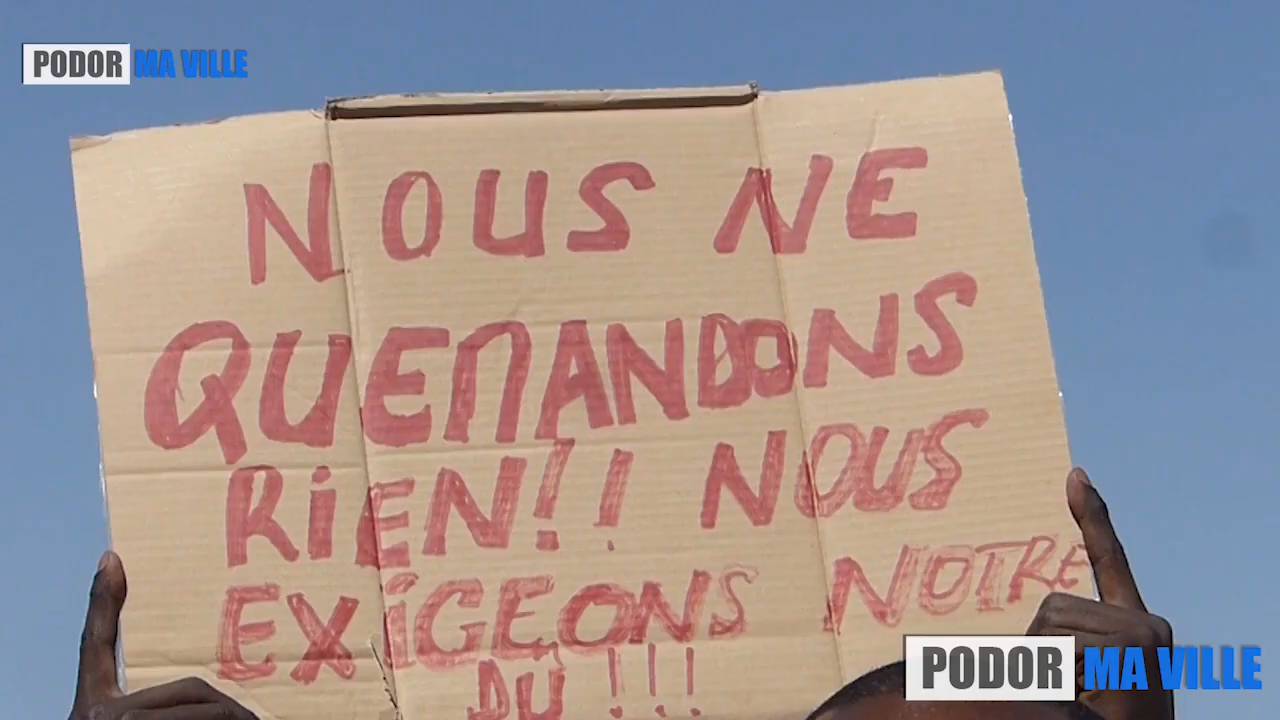 PODOR MA VILLE
NOUS NE
QUEMANDONS
RIEN!! NOUS
EXIGEONS NOTRE
DU !!!
PODOR MA VILLE